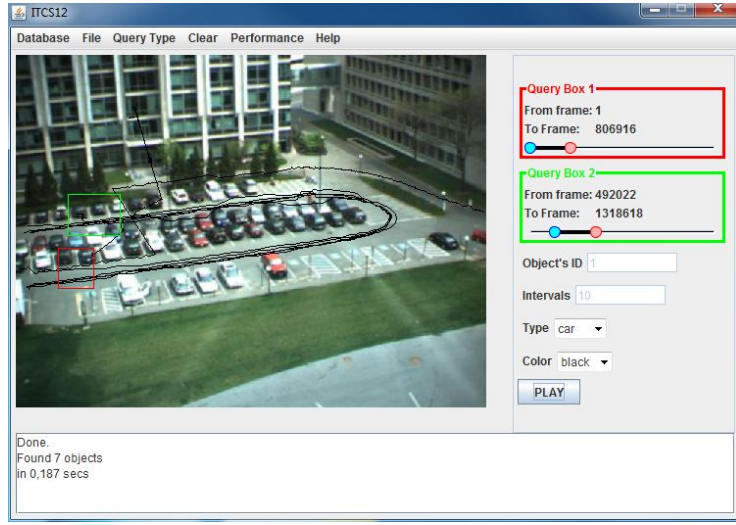 ITCS12
Database File Query Type Clear Performance Help
Query Box 1
From frame: 1
To Frame: 806916
Query Box 2
From frame: 492022
To Frame: 1318618
Object's ID 1
Intervals 10
Type car
Color black
PLAY
Done.
Found 7 objects
in 0,187 secs